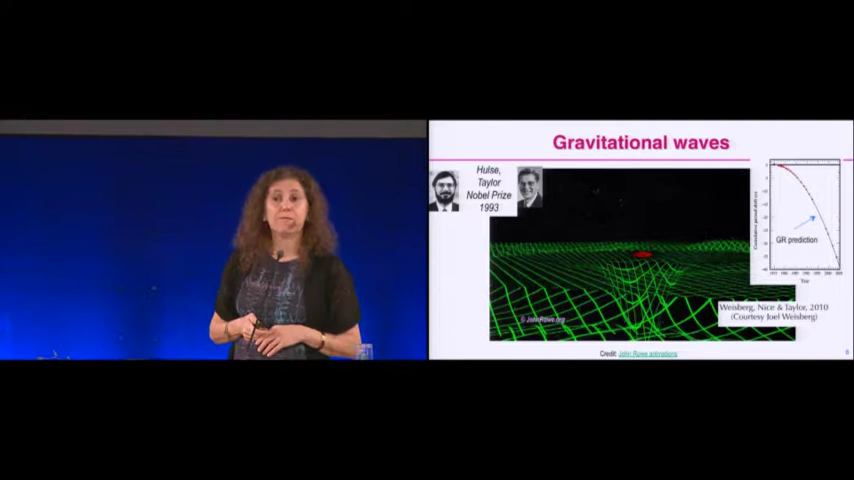 Gravitational waves
Hulse,
Taylor
Nobel Prize
1993
GR prediction
Year
Weisberg, Nice & Taylor, 2010
(Courtesy Joel Weisberg)
© JohnRowe.org
Credit: John Rowe animations
6